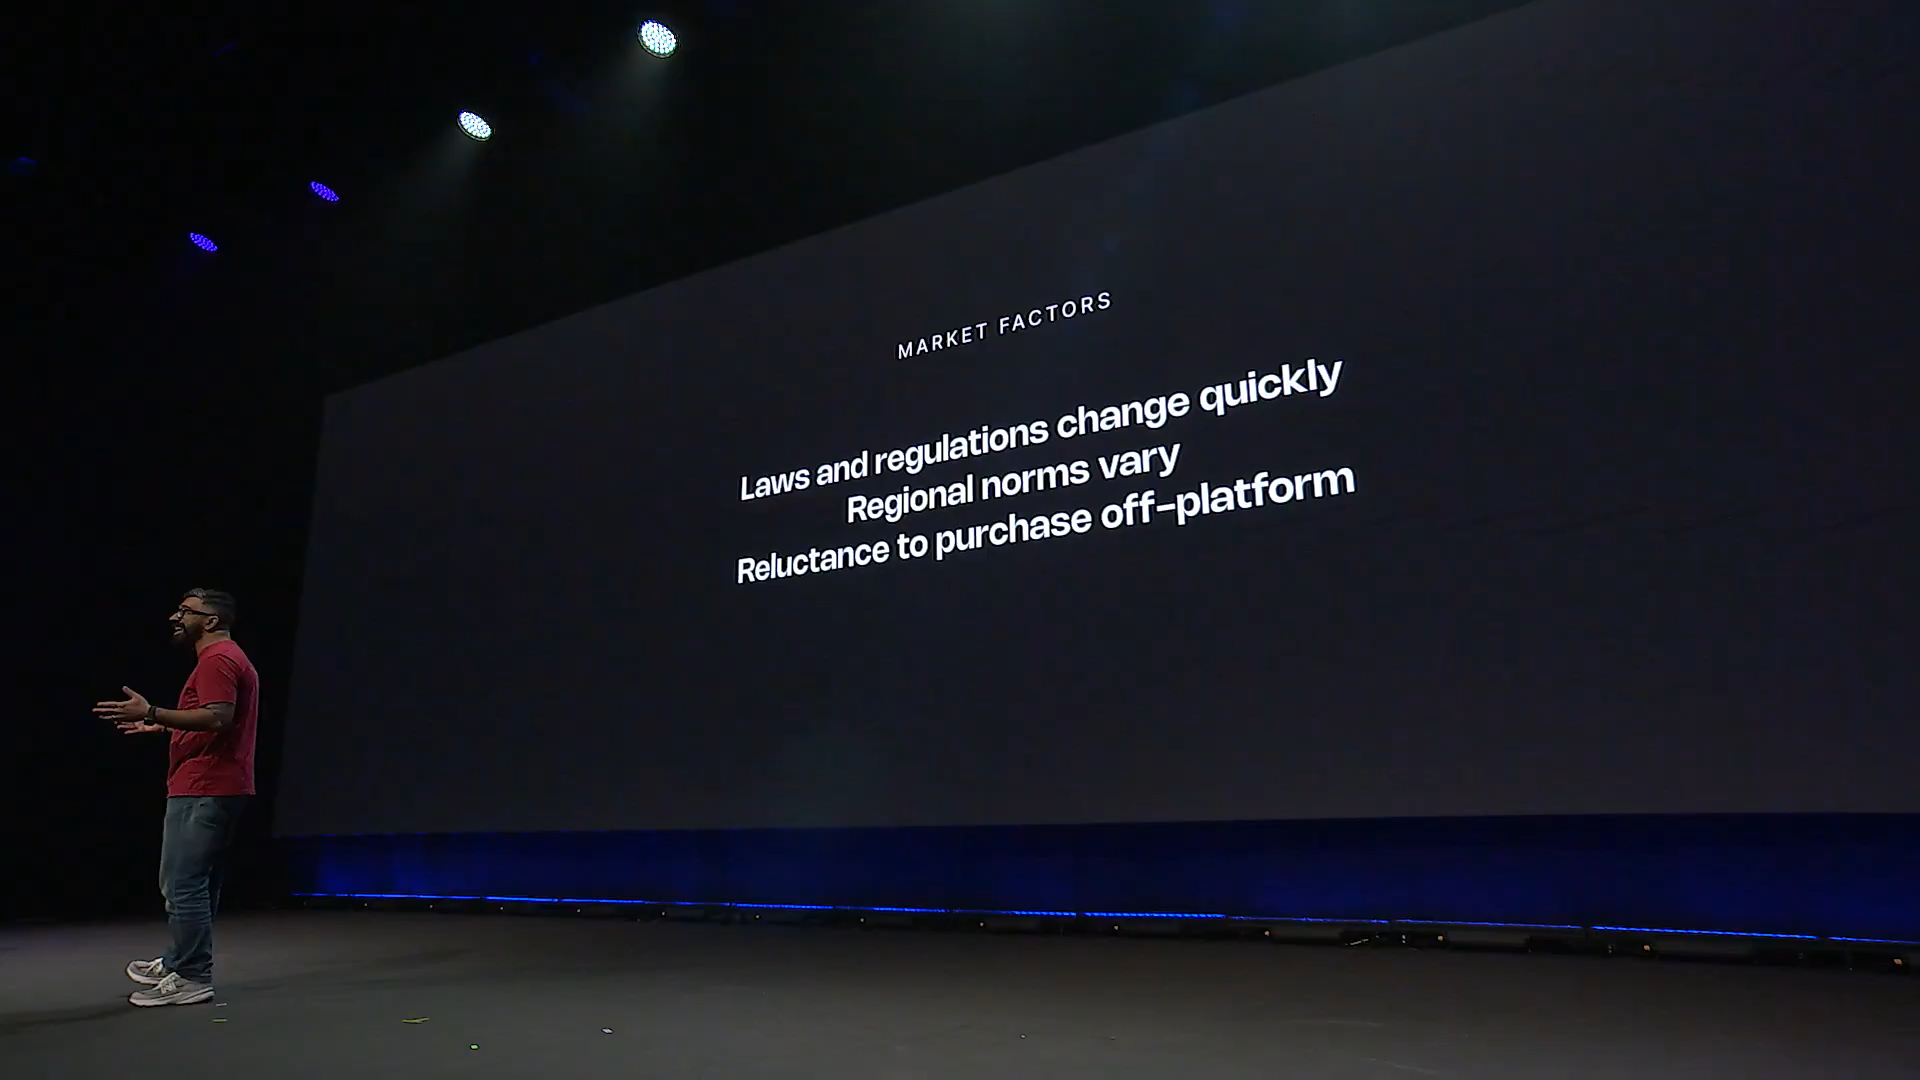 MARKET FACTORS
Laws and regulations change quickly
Regional norms vary
Reluctance to purchase off-platform